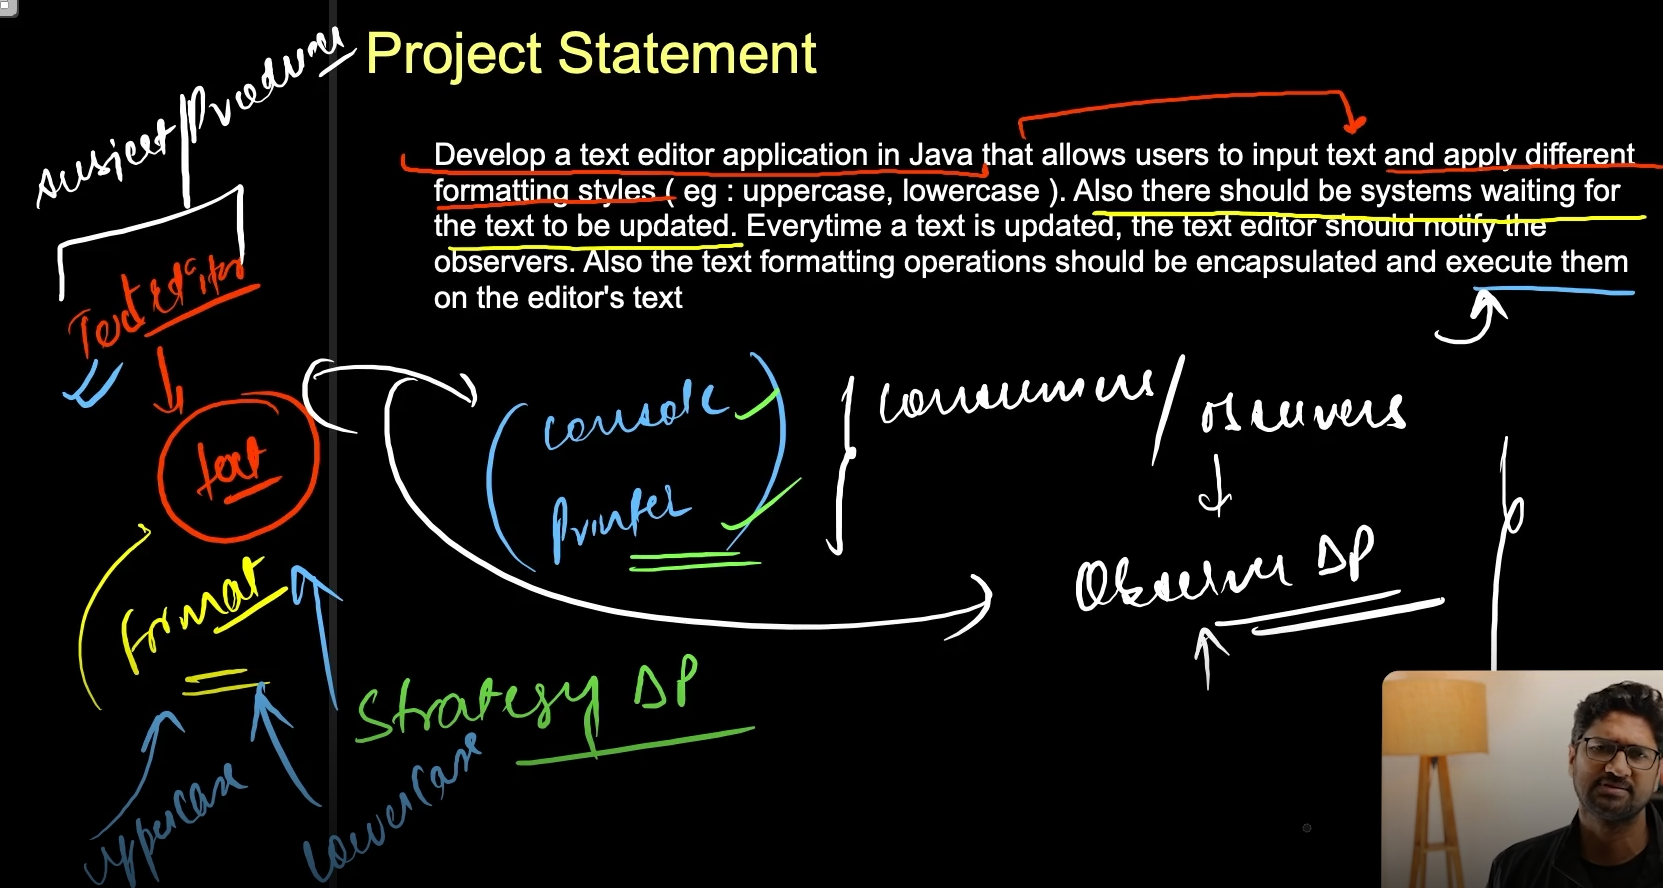 Project Statement
Develop a text editor application in Java that allows users to input text and apply different
formatting styles ( eg : uppercase, lowercase ). Also there should be systems waiting for
the text to be updated. Everytime a text is updated, the text editor should notify the
observers. Also the text formatting operations should be encapsulated and execute them
on the editor's text
Subject/Producer
Text editor
text
Format
Uppercase
Lowercase
Strategy DP
Console
Printer
Consumers/
Observers
Observer DP